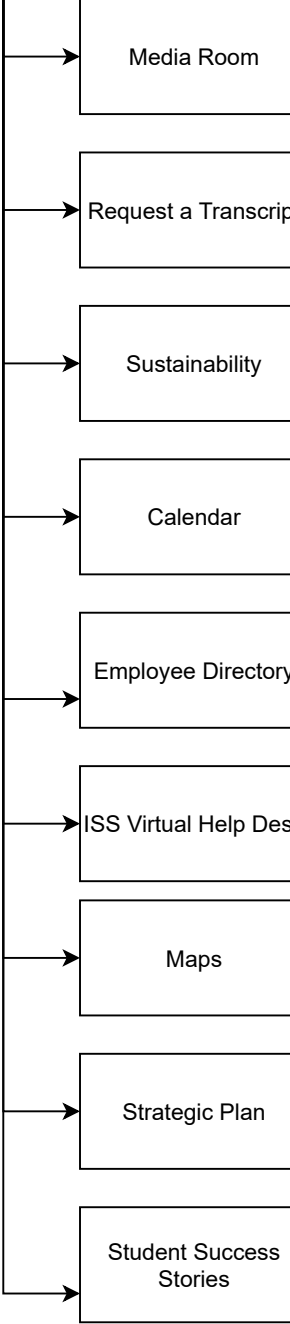 Media Room
Request a Transcrip
Sustainability
Calendar
Employee Directory
ISS Virtual Help Des
Maps
Strategic Plan
Student Success
Stories